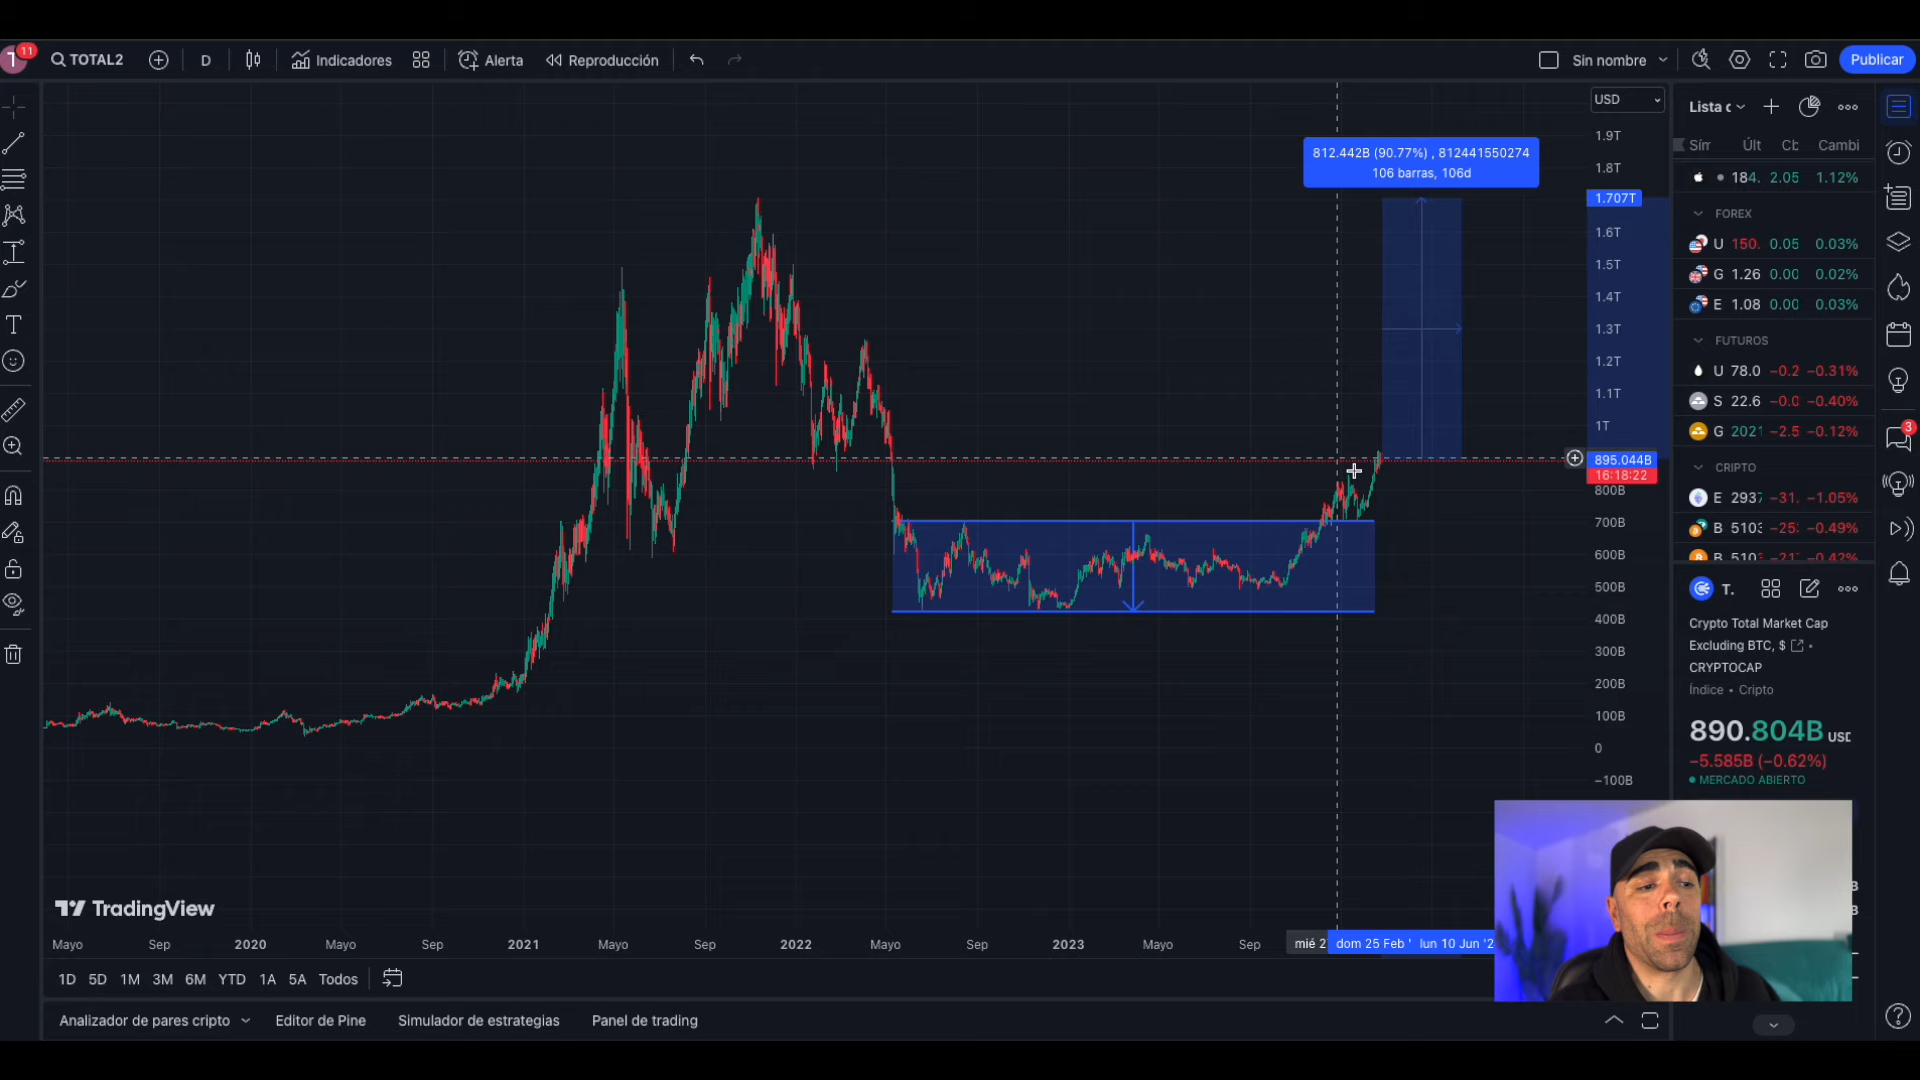 T
11
TOTAL2
D
Indicadores
Alerta
Reproducción
Sin nombre
Publicar
USD
1.9T
1.8T
1.707T
1.6T
1.5T
1.4T
1.3T
1.2T
1.1T
1T
895.044B
16:18:22
800B
700B
600B
500B
400B
300B
200B
100B
0
−100B
812.442B (90.77%) , 812441550274
106 barras, 106d
Lista
Sím Últ Cambi
184. 2.05 1.12%
FOREX
U 150. 0.05 0.03%
G 1.26 0.00 0.02%
E 1.08 0.00 0.03%
FUTUROS
U 78.0 −0.2 −0.31%
S 22.6 −0.0 −0.40%
G 2021 −2.5 −0.12%
CRIPTO
E 2937 −31. −1.05%
B 5103 −25 −0.49%
B 510 −21 −0.42%
3
T.
Crypto Total Market Cap
Excluding BTC, $ •
CRYPTOCAP
Índice • Cripto
890.804B USD
−5.585B (−0.62%)
MERCADO ABIERTO
TradingView
Mayo Sep 2020 Mayo Sep 2021 Mayo Sep 2022 Mayo Sep 2023 Mayo Sep mié 2 dom 25 Feb ' lun 10 Jun '2
1D 5D 1M 3M 6M YTD 1A 5A Todos
Analizador de pares cripto Editor de Pine Simulador de estrategias Panel de trading